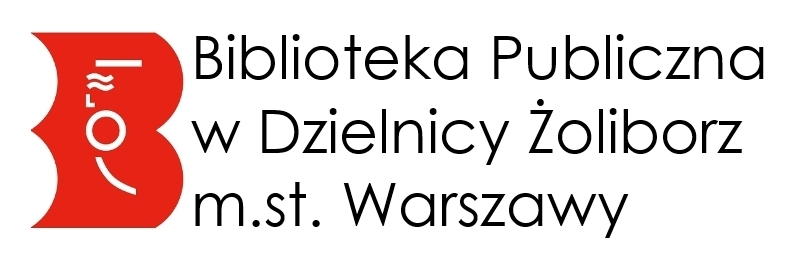 Biblioteka Publiczna
w Dzielnicy Żoliborz
m.st. Warszawy